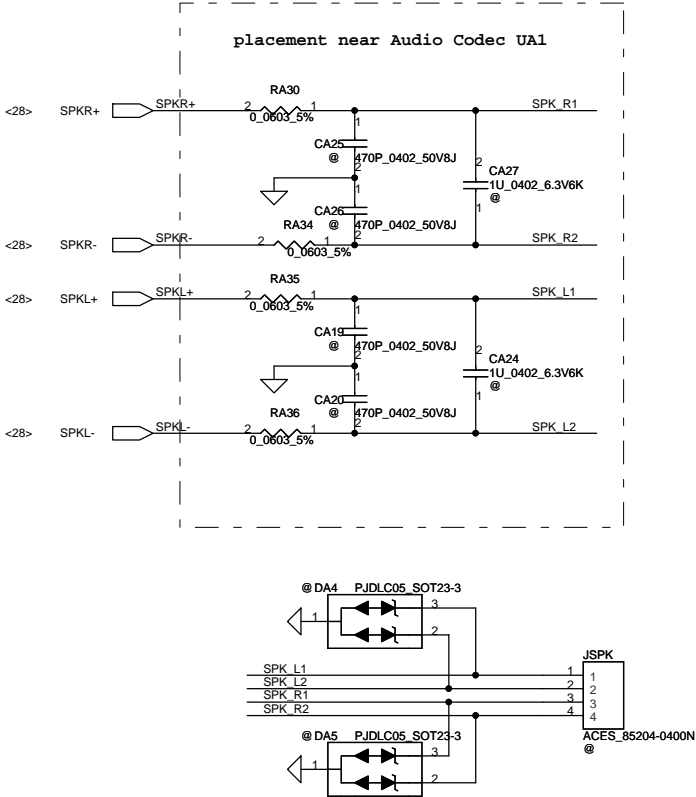 placement near Audio Codec UA1
RA30
<28> SPKR+ SPKR+ 2 1 SPK_R1
0_0603_5%
1
CA25
@ 470P_0402_50V8J
2
2
CA27
1 1U_0402_6.3V6K
@
CA26 1
@ 470P_0402_50V8J
RA34 2
<28> SPKR- SPKR- 2 1 SPK_R2
0_0603_5%
RA35
<28> SPKL+ SPKL+ 2 1 SPK_L1
0_0603_5%
1
CA19
@ 470P_0402_50V8J
2
2
CA24
1 1U_0402_6.3V6K
@
CA20 1
@ 470P_0402_50V8J
RA36 2
<28> SPKL- SPKL- 2 1 SPK_L2
0_0603_5%
@ DA4 PJDLC05_SOT23-3
3
1
2
JSPK
SPK_L1 1 1
SPK_L2 2 2
SPK_R1 3 3
SPK_R2 4 4
@ DA5 PJDLC05_SOT23-3
ACES_85204-0400N
@
3
1
2